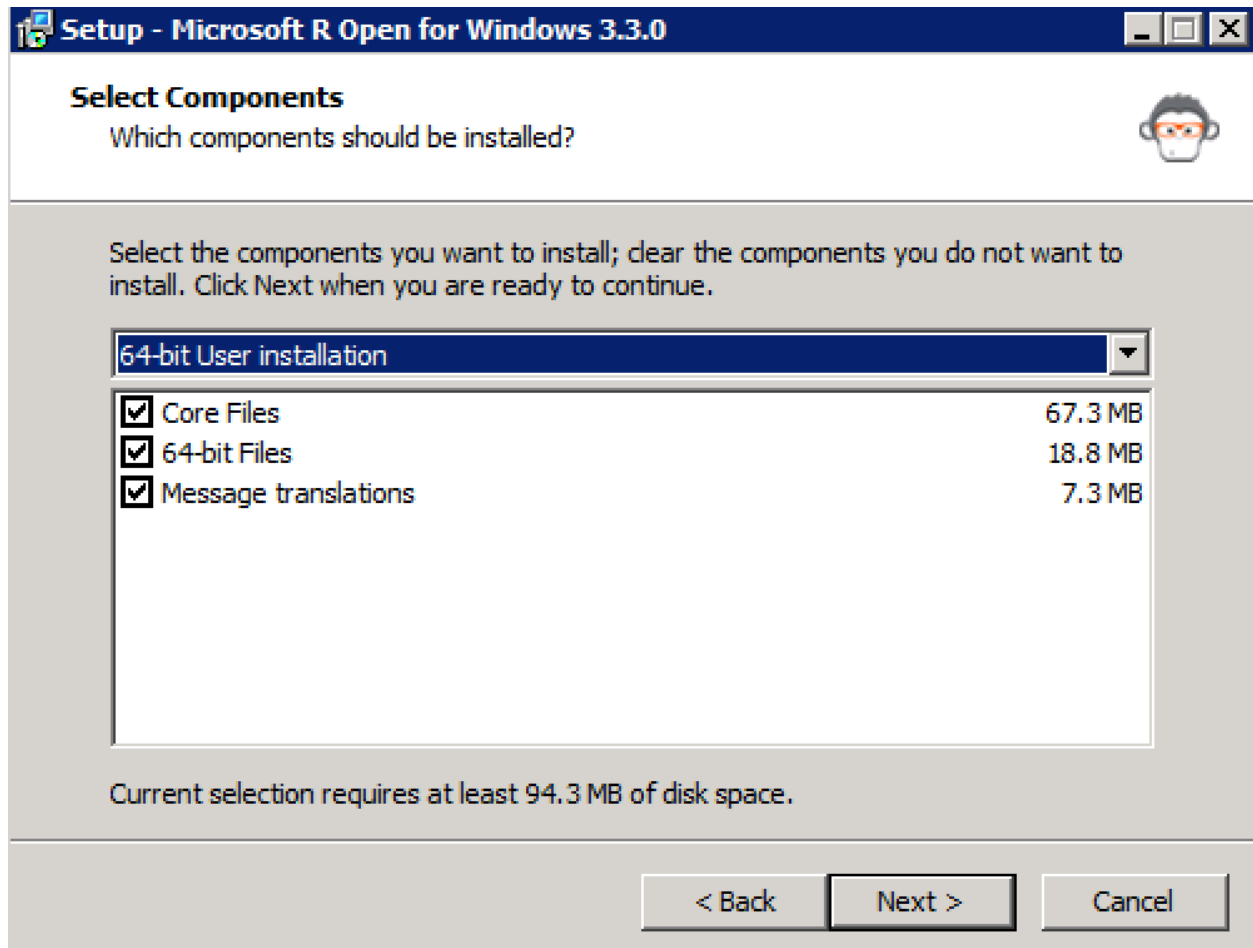 Setup - Microsoft R Open for Windows 3.3.0
Select Components
Which components should be installed?
Select the components you want to install; clear the components you do not want to
install. Click Next when you are ready to continue.
64-bit User installation
Core Files 67.3 MB
64-bit Files 18.8 MB
Message translations 7.3 MB
Current selection requires at least 94.3 MB of disk space.
< Back Next > Cancel